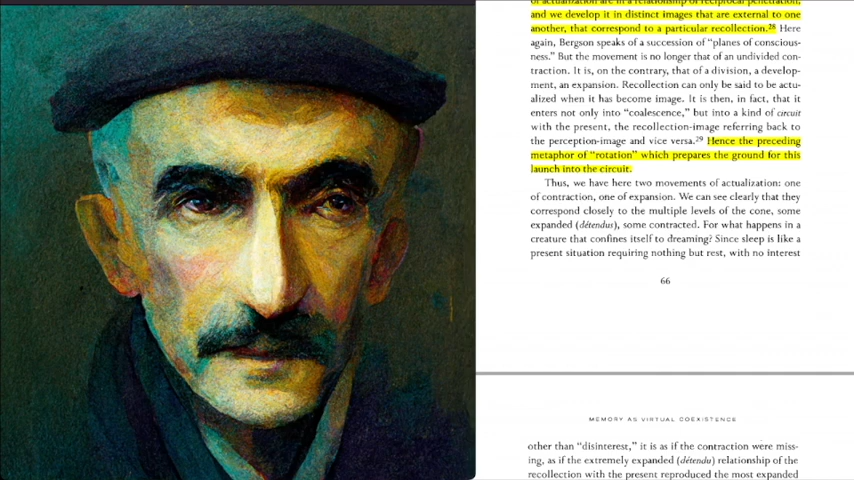 of actualization are in a relationship of reciprocal penetration,
and we develop it in distinct images that are external to one
another, that correspond to a particular recollection.28 Here
again, Bergson speaks of a succession of “planes of conscious-
ness.” But the movement is no longer that of an undivided con-
traction. It is, on the contrary, that of a division, a develop-
ment, an expansion. Recollection can only be said to be actu-
alized when it has become image. It is then, in fact, that it
enters not only into “coalescence,” but into a kind of circuit
with the present, the recollection-image referring back to
the perception-image and vice versa.29 Hence the preceding
metaphor of “rotation” which prepares the ground for this
launch into the circuit.
Thus, we have here two movements of actualization: one
of contraction, one of expansion. We can see clearly that they
correspond closely to the multiple levels of the cone, some
expanded (détendus), some contracted. For what happens in a
creature that confines itself to dreaming? Since sleep is like a
present situation requiring nothing but rest, with no interest
66
MEMORY AS VIRTUAL COEXISTENCE
other than “disinterest,” it is as if the contraction were miss-
ing, as if the extremely expanded (détendu) relationship of the
recollection with the present reproduced the most expanded